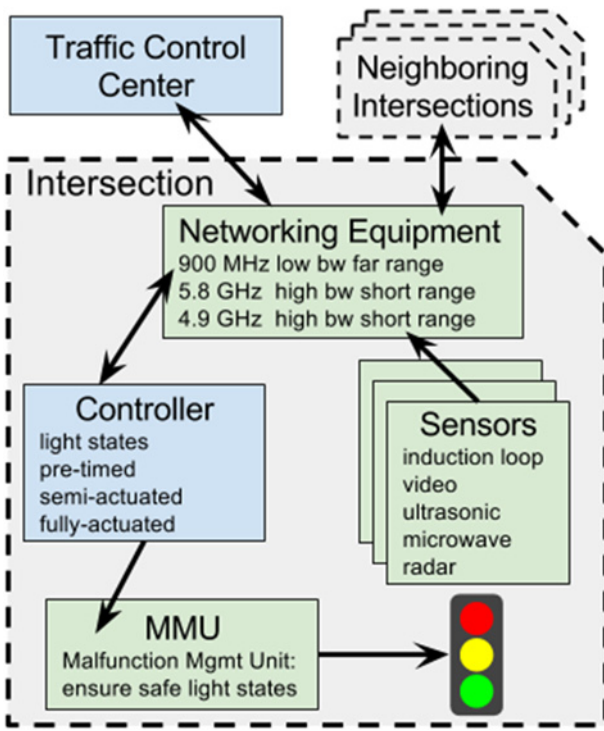 Traffic Control
Center
Neighboring
Intersections
Intersection
Networking Equipment
900 MHz low bw far range
5.8 GHz high bw short range
4.9 GHz high bw short range
Controller
light states
pre-timed
semi-actuated
fully-actuated
Sensors
induction loop
video
ultrasonic
microwave
radar
MMU
Malfunction Mgmt Unit:
ensure safe light states